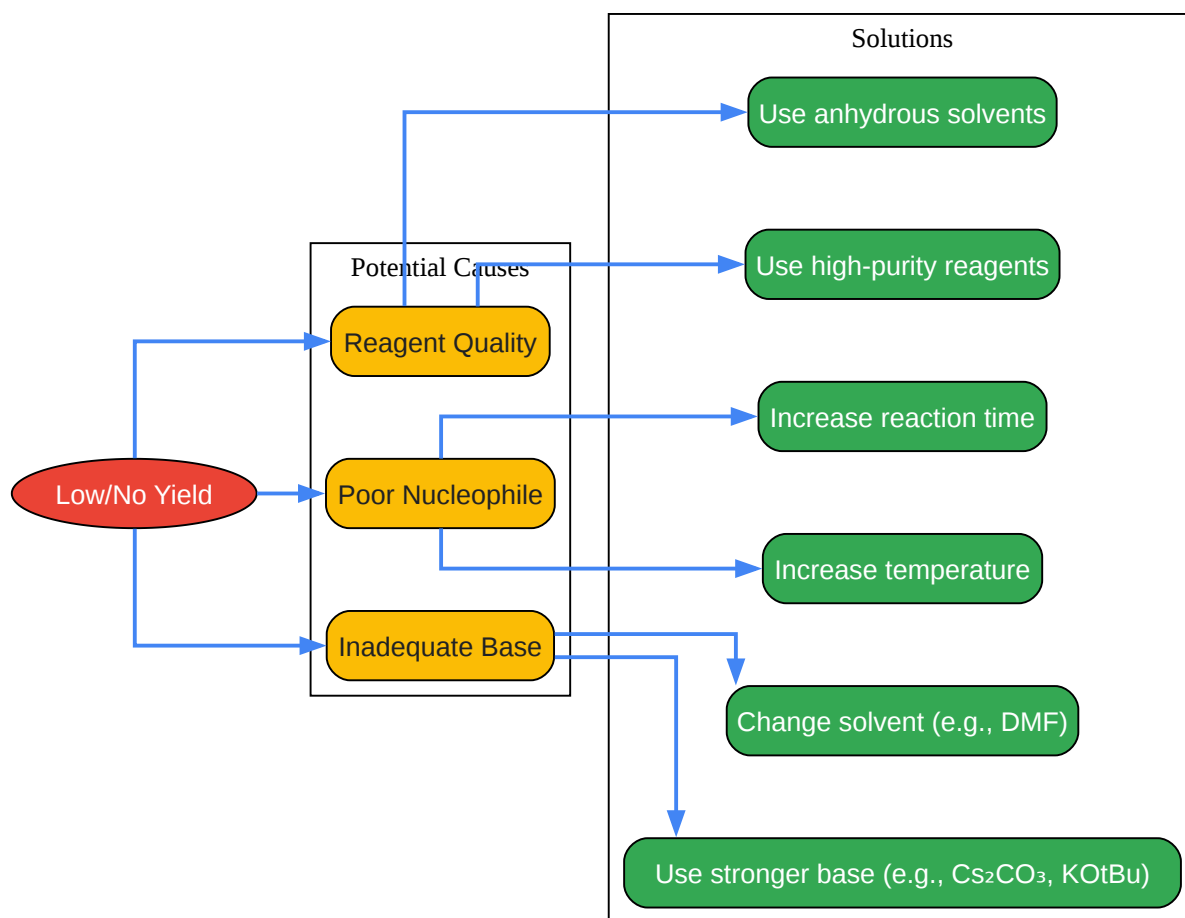 Solutions
Use anhydrous solvents
Use high-purity reagents
Potential Causes
Reagent Quality
Increase reaction time
Low/No Yield
Poor Nucleophile
Increase temperature
Inadequate Base
Change solvent (e.g., DMF)
Use stronger base (e.g., Cs₂CO₃, KOtBu)